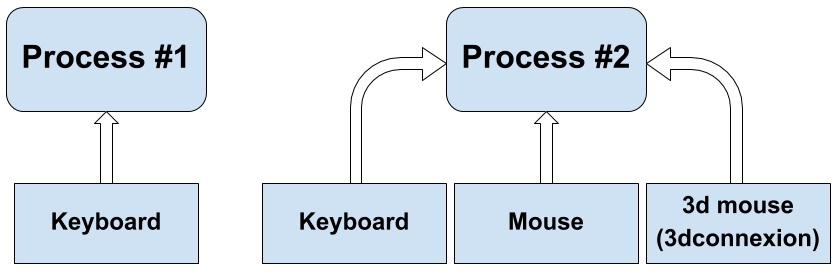 Process #1
Process #2
Keyboard
Keyboard
Mouse
3d mouse
(3dconnexion)